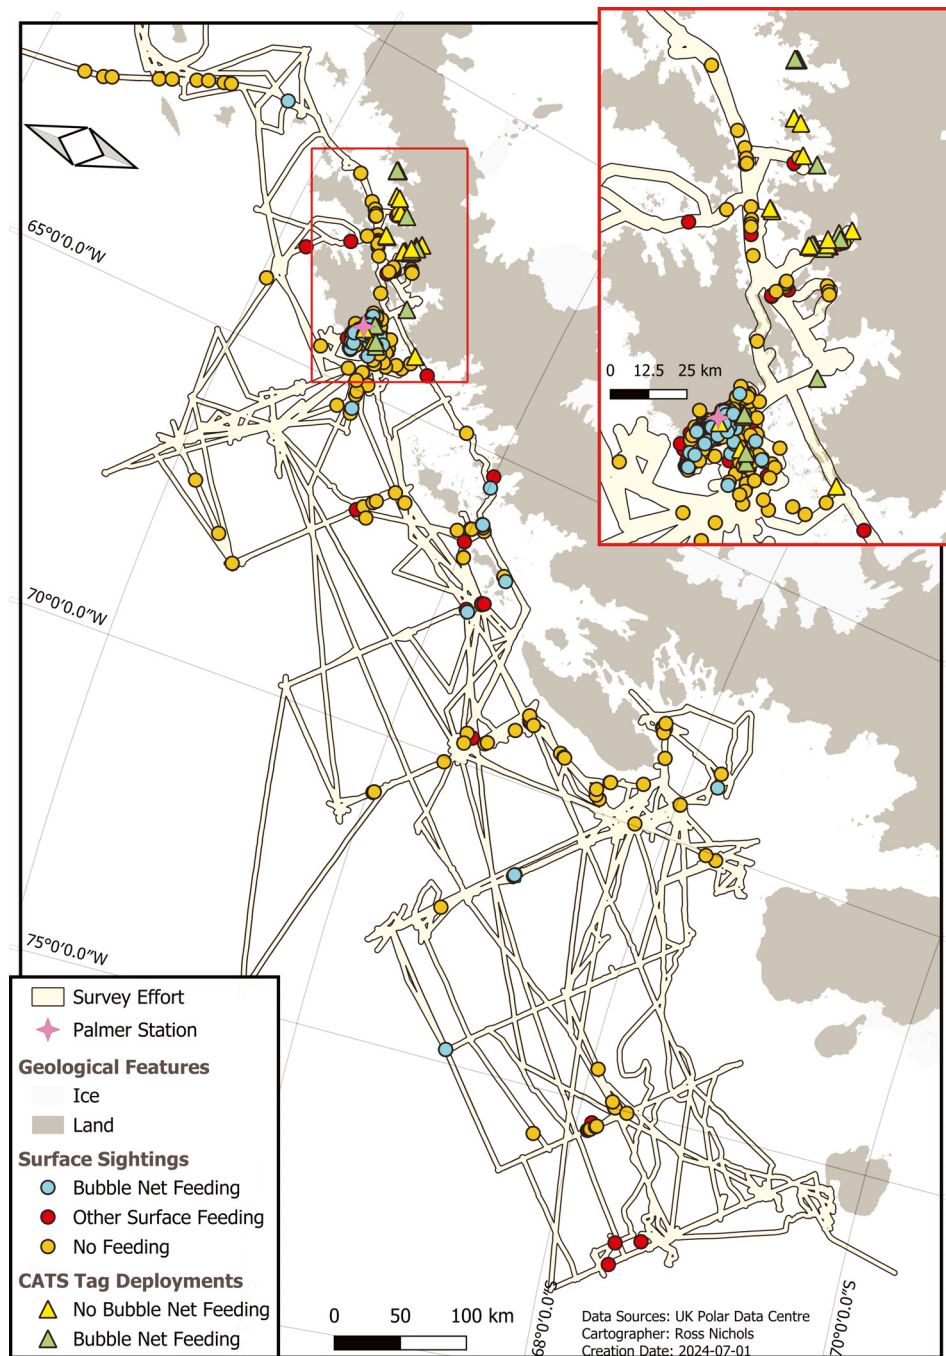 65°0′0.0″W
0 12.5 25 km
70°0′0.0″W
75°0′0.0″W
Survey Effort
Palmer Station
Geological Features
Ice
Land
Surface Sightings
Bubble Net Feeding
Other Surface Feeding
No Feeding
CATS Tag Deployments
No Bubble Net Feeding
Bubble Net Feeding
0 50 100 km
68°0′0.0″S
70°0′0.0″S
Data Sources: UK Polar Data Centre
Cartographer: Ross Nichols
Creation Date: 2024-07-01